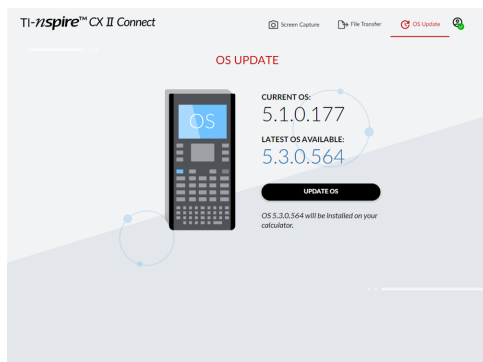 TI-nspire™ CX II Connect
Screen Capture
File Transfer
OS Update
OS UPDATE
OS
CURRENT OS:
5.1.0.177
LATEST OS AVAILABLE:
5.3.0.564
UPDATE OS
OS 5.3.0.564 will be installed on your
calculator.